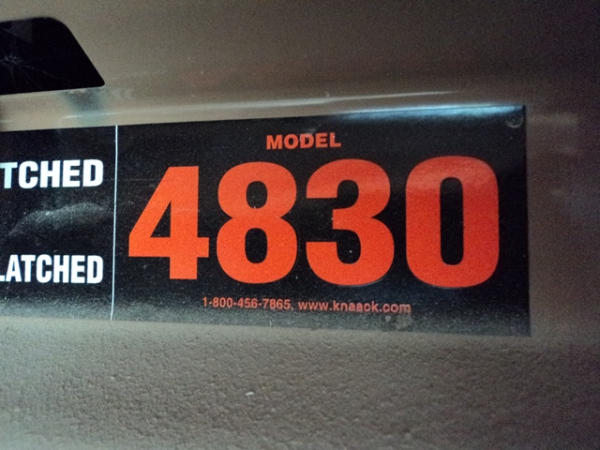 TCHED
LATCHED
MODEL
4830
1-800-456-7865, www.knaack.com